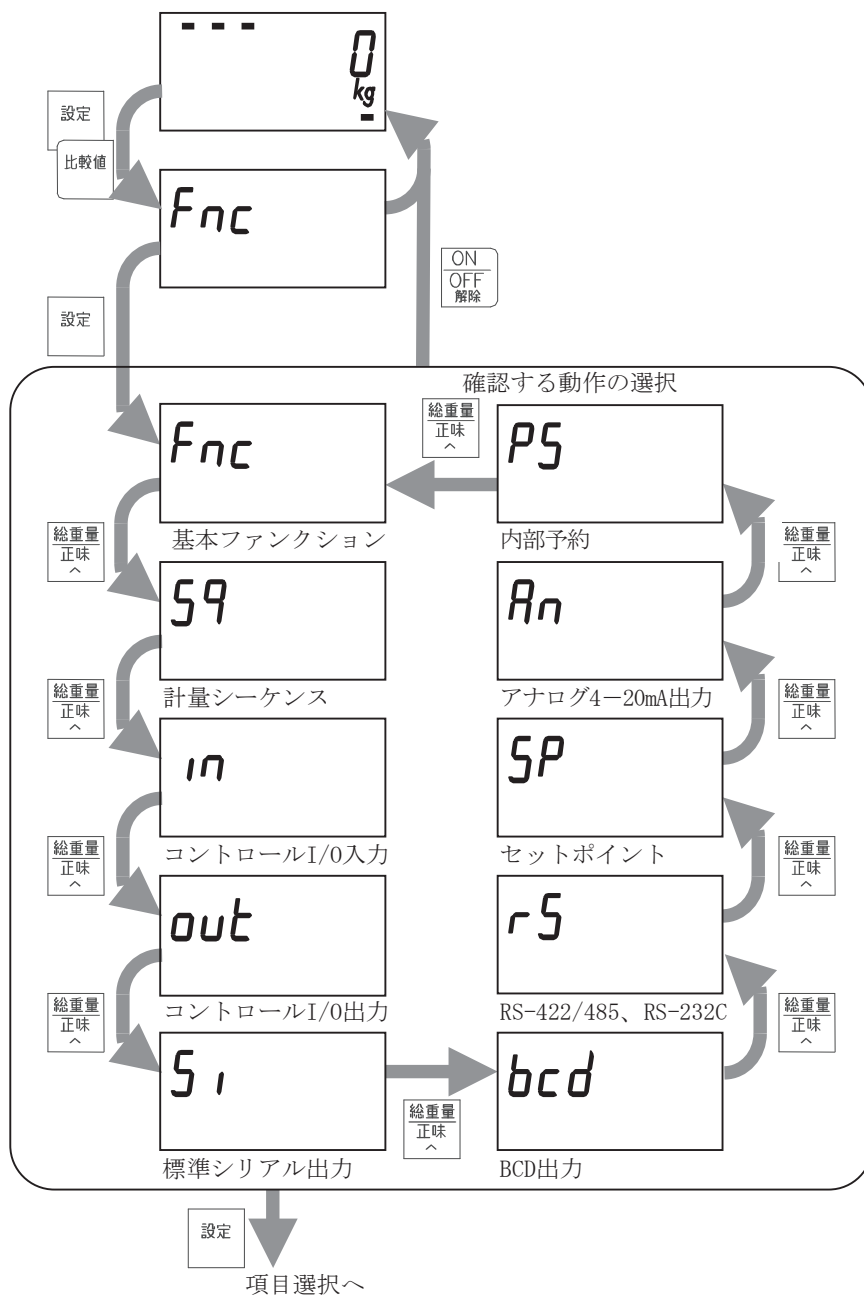 --- 0
kg
-
設定
比較値
Fnc
ON
OFF
解除
設定
確認する動作の選択
Fnc
総重量
正味
^
PS
基本ファンクション
内部予約
総重量
正味
^
総重量
正味
^
Sq
An
計量シーケンス
アナログ4−20mA出力
総重量
正味
^
総重量
正味
^
in
SP
コントロールI/O入力
セットポイント
総重量
正味
^
総重量
正味
^
out
rS
コントロールI/O出力
RS-422/485、RS-232C
総重量
正味
^
総重量
正味
^
Si
総重量
正味
^
bcd
標準シリアル出力
BCD出力
設定
項目選択へ